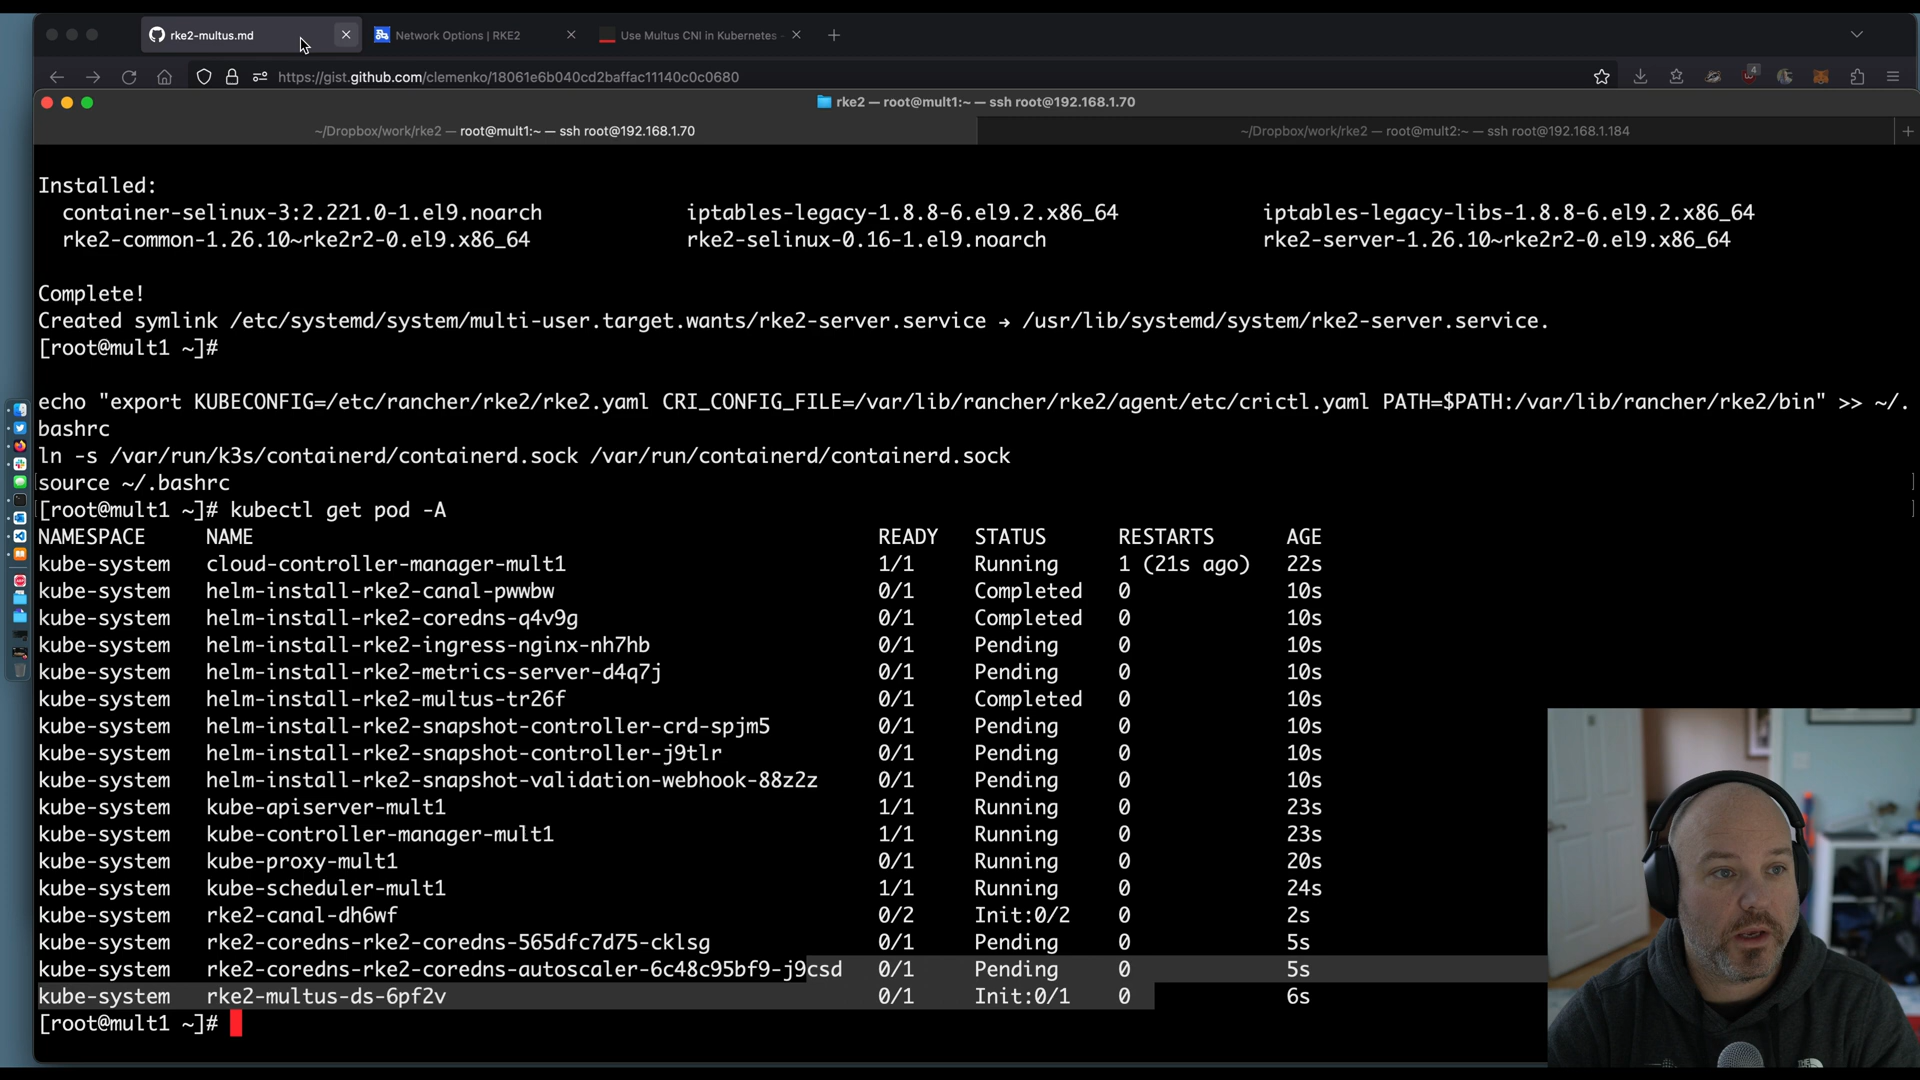 rke2-multus.md
Network Options | RKE2
Use Multus CNI in Kubernetes -
https://gist.github.com/clemenko/18061e6b040cd2baffac11140c0c0680
4
rke2 — root@mult1:~ — ssh root@192.168.1.70
~/Dropbox/work/rke2 — root@mult1:~ — ssh root@192.168.1.70
~/Dropbox/work/rke2 — root@mult2:~ — ssh root@192.168.1.184
Installed:
container-selinux-3:2.221.0-1.el9.noarch iptables-legacy-1.8.8-6.el9.2.x86_64 iptables-legacy-libs-1.8.8-6.el9.2.x86_64
rke2-common-1.26.10~rke2r2-0.el9.x86_64 rke2-selinux-0.16-1.el9.noarch rke2-server-1.26.10~rke2r2-0.el9.x86_64
Complete!
Created symlink /etc/systemd/system/multi-user.target.wants/rke2-server.service → /usr/lib/systemd/system/rke2-server.service.
[root@mult1 ~]#
echo "export KUBECONFIG=/etc/rancher/rke2/rke2.yaml CRI_CONFIG_FILE=/var/lib/rancher/rke2/agent/etc/crictl.yaml PATH=$PATH:/var/lib/rancher/rke2/bin" >> ~/.
bashrc
ln -s /var/run/k3s/containerd/containerd.sock /var/run/containerd/containerd.sock
source ~/.bashrc
[root@mult1 ~]# kubectl get pod -A
NAMESPACE NAME READY STATUS RESTARTS AGE
kube-system cloud-controller-manager-mult1 1/1 Running 1 (21s ago) 22s
kube-system helm-install-rke2-canal-pwwbw 0/1 Completed 0 10s
kube-system helm-install-rke2-coredns-q4v9g 0/1 Completed 0 10s
kube-system helm-install-rke2-ingress-nginx-nh7hb 0/1 Pending 0 10s
kube-system helm-install-rke2-metrics-server-d4q7j 0/1 Pending 0 10s
kube-system helm-install-rke2-multus-tr26f 0/1 Completed 0 10s
kube-system helm-install-rke2-snapshot-controller-crd-spjm5 0/1 Pending 0 10s
kube-system helm-install-rke2-snapshot-controller-j9tlr 0/1 Pending 0 10s
kube-system helm-install-rke2-snapshot-validation-webhook-88z2z 0/1 Pending 0 10s
kube-system kube-apiserver-mult1 1/1 Running 0 23s
kube-system kube-controller-manager-mult1 1/1 Running 0 23s
kube-system kube-proxy-mult1 0/1 Running 0 20s
kube-system kube-scheduler-mult1 1/1 Running 0 24s
kube-system rke2-canal-dh6wf 0/2 Init:0/2 0 2s
kube-system rke2-coredns-rke2-coredns-565dfc7d75-cklsg 0/1 Pending 0 5s
kube-system rke2-coredns-rke2-coredns-autoscaler-6c48c95bf9-j9csd 0/1 Pending 0 5s
kube-system rke2-multus-ds-6pf2v 0/1 Init:0/1 0 6s
[root@mult1 ~]#